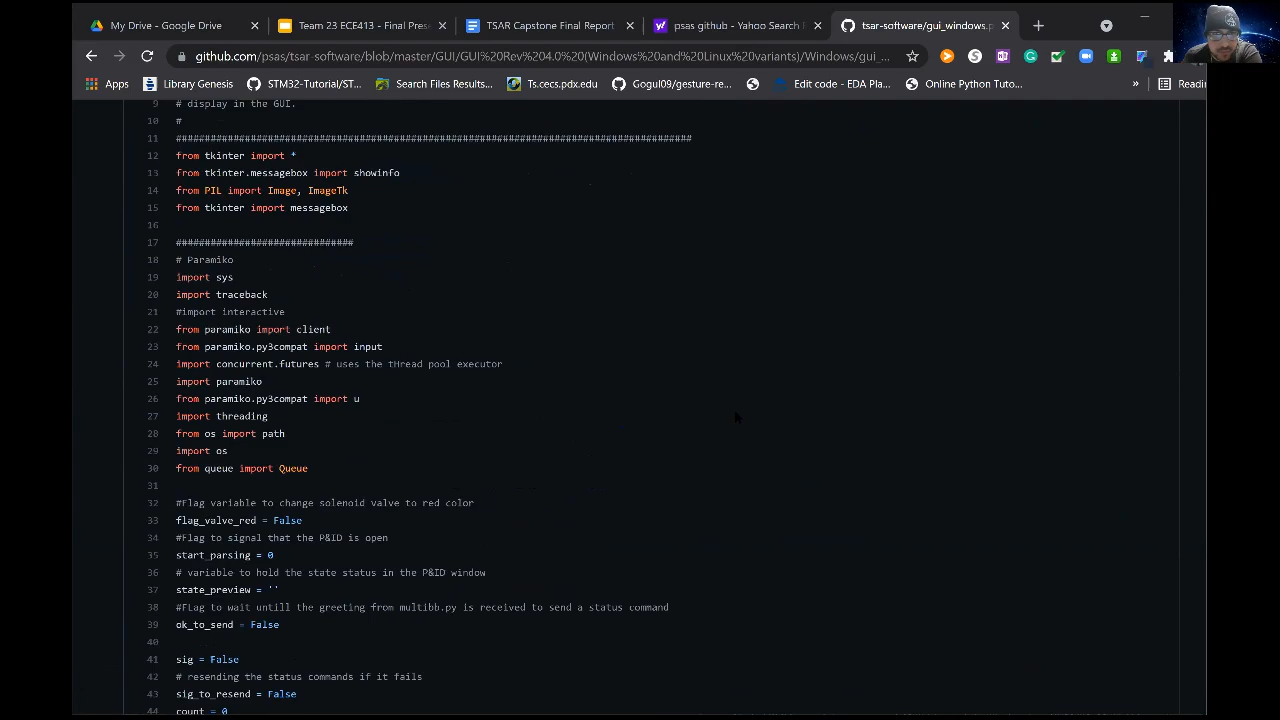 My Drive - Google Drive
Team 23 ECE413 - Final Pres
TSAR Capstone Final Report
psas github - Yahoo Search
tsar-software/gui_windows.p
github.com/psas/tsar-software/blob/master/GUI/GUI%20Rev%204.0%20(Windows%20and%20Linux%20variants)/Windows/gui_...
Apps
Library Genesis
STM32-Tutorial/ST...
Search Files Results...
Ts.cecs.pdx.edu
Gogul09/gesture-re...
Edit code - EDA Pla...
Online Python Tuto...
»
Readin
9 # display in the GUI.
10 #
11 ##########################################################################################
12 from tkinter import *
13 from tkinter.messagebox import showinfo
14 from PIL import Image, ImageTk
15 from tkinter import messagebox
16
17 ###############################
18 # Paramiko
19 import sys
20 import traceback
21 #import interactive
22 from paramiko import client
23 from paramiko.py3compat import input
24 import concurrent.futures # uses the tHread pool executor
25 import paramiko
26 from paramiko.py3compat import u
27 import threading
28 from os import path
29 import os
30 from queue import Queue
31
32 #Flag variable to change solenoid valve to red color
33 flag_valve_red = False
34 #Flag to signal that the P&ID is open
35 start_parsing = 0
36 # variable to hold the state status in the P&ID window
37 state_preview = ''
38 #FLag to wait untill the greeting from multibb.py is received to send a status command
39 ok_to_send = False
40
41 sig = False
42 # resending the status commands if it fails
43 sig_to_resend = False
44 count = 0